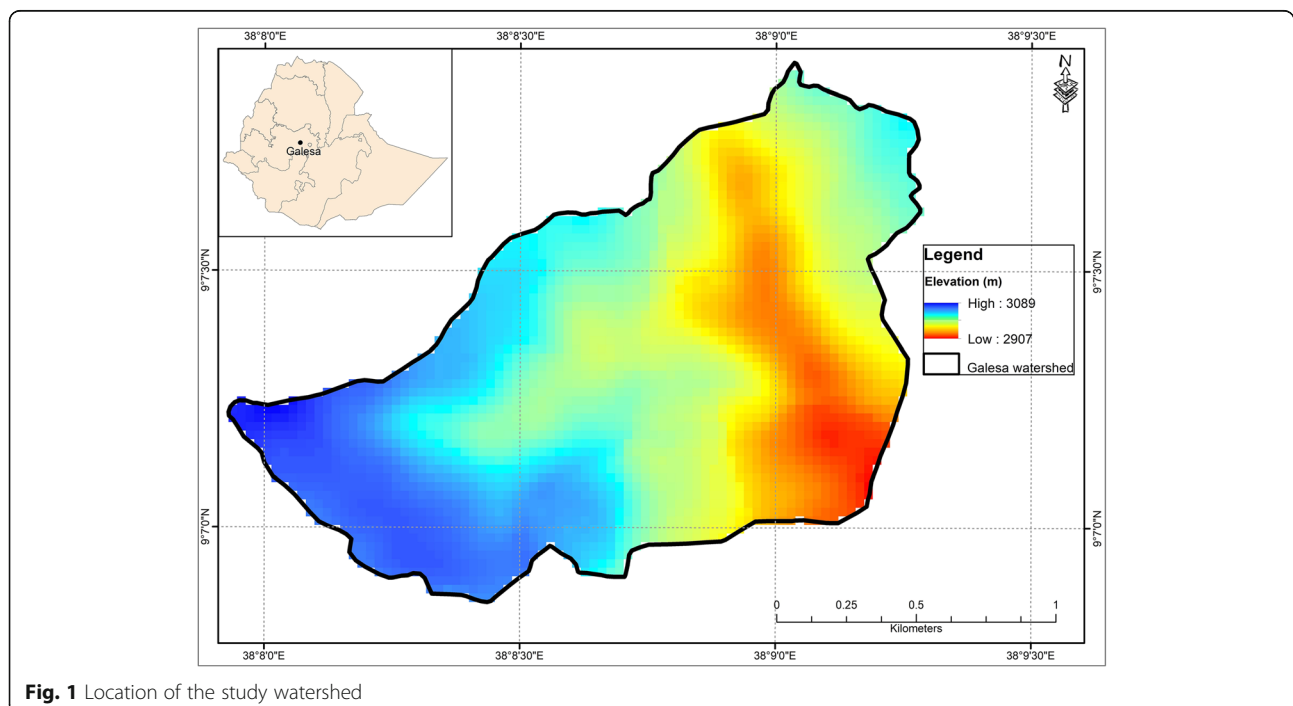 38°8'0"E 38°8'30"E 38°9'0"E 38°9'30"E
N
Galesa
9°7'30"N 9°7'30"N
Legend
Elevation (m)
High : 3089
Low : 2907
Galesa watershed
9°7'0"N 9°7'0"N
0 0.25 0.5 1
Kilometers
38°8'0"E 38°8'30"E 38°9'0"E 38°9'30"E
Fig. 1 Location of the study watershed